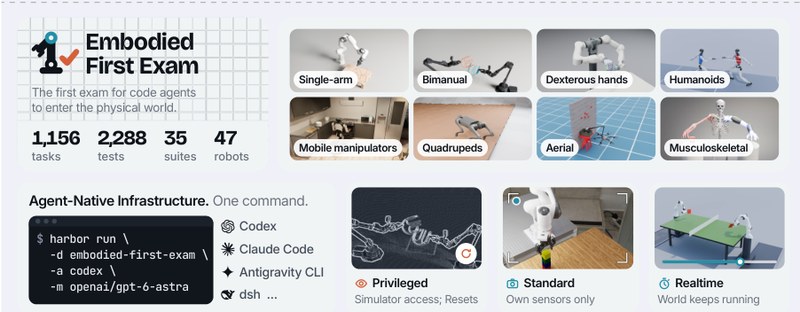 Embodied
First Exam
The first exam for code agents
to enter the physical world.
1,156 2,288 35 47
tasks tests suites robots
Single-arm
Bimanual
Dexterous hands
Humanoids
Mobile manipulators
Quadrupeds
Aerial
Musculoskeletal
Agent-Native Infrastructure. One command.
$ harbor run \
-d embodied-first-exam \
-a codex \
-m openai/gpt-6-astra
Codex
Claude Code
Antigravity CLI
dsh ...
Privileged
Simulator access; Resets
Standard
Own sensors only
Realtime
World keeps running